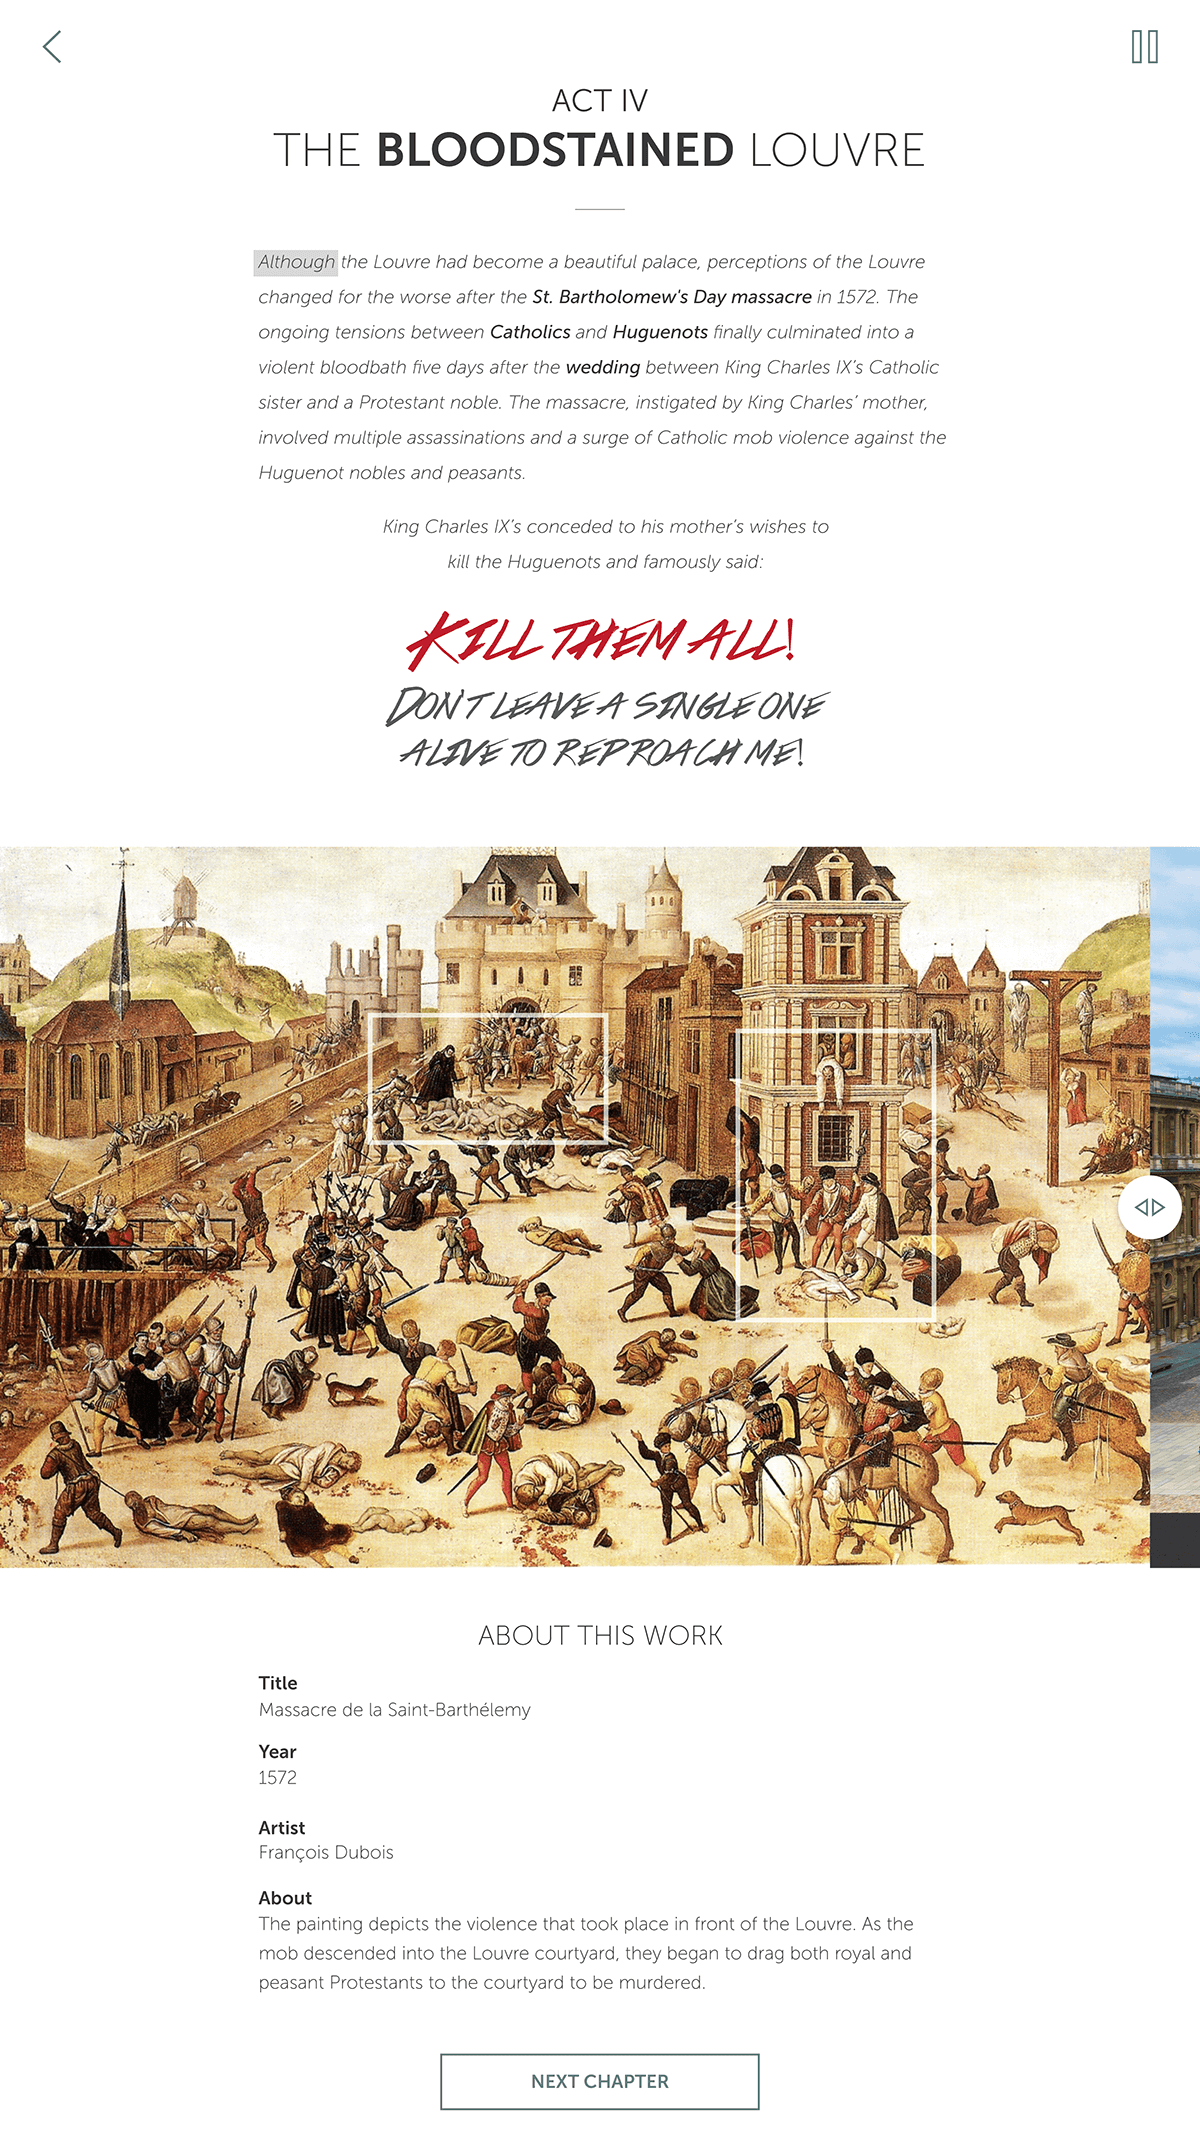 ACT IV
THE BLOODSTAINED LOUVRE
Although the Louvre had become a beautiful palace, perceptions of the Louvre
changed for the worse after the St. Bartholomew's Day massacre in 1572. The
ongoing tensions between Catholics and Huguenots finally culminated into a
violent bloodbath five days after the wedding between King Charles IX's Catholic
sister and a Protestant noble. The massacre, instigated by King Charles' mother,
involved multiple assassinations and a surge of Catholic mob violence against the
Huguenot nobles and peasants.
King Charles IX's conceded to his mother's wishes to
kill the Huguenots and famously said:
KILL THEM ALL!
DON'T LEAVE A SINGLE ONE
ALIVE TO REPROACH ME!
ABOUT THIS WORK
Title
Massacre de la Saint-Barthélemy
Year
1572
Artist
François Dubois
About
The painting depicts the violence that took place in front of the Louvre. As the
mob descended into the Louvre courtyard, they began to drag both royal and
peasant Protestants to the courtyard to be murdered.
NEXT CHAPTER